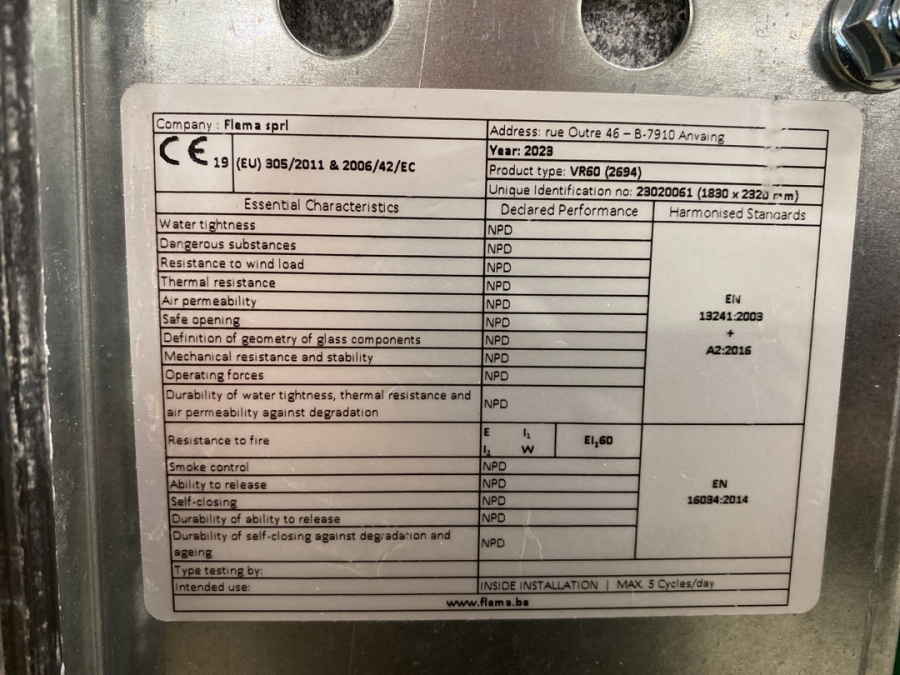 Company : Flema sprl
Address: rue Outre 46 – B-7910 Anvaing
CE 19 (EU) 305/2011 & 2006/42/EC
Year: 2023
Product type: VR60 (2694)
Unique Identification no: 23020061 (1830 x 2320 mm)
Essential Characteristics Declared Performance Harmonised Standards
Water tightness NPD
Dangerous substances NPD
Resistance to wind load NPD
Thermal resistance NPD
Air permeability NPD
Safe opening NPD
Definition of geometry of glass components NPD
Mechanical resistance and stability NPD
Operating forces NPD
Durability of water tightness, thermal resistance and
air permeability against degradation
NPD
EN
13241:2003
+
A2:2016
Resistance to fire
E I₁
I₂ W
EI₁60
Smoke control NPD
Ability to release NPD
Self-closing NPD
Durability of ability to release NPD
Durability of self-closing against degradation and
ageing
NPD
EN
16034:2014
Type testing by:
Intended use: INSIDE INSTALLATION | MAX. 5 Cycles/day
www.flema.be